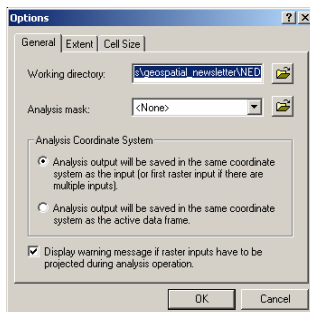 Options
General Extent Cell Size
Working directory: s\geospatial_newsletter\NED
Analysis mask: <None>
Analysis Coordinate System
Analysis output will be saved in the same coordinate
system as the input (or first raster input if there are
multiple inputs).
Analysis output will be saved in the same coordinate
system as the active data frame.
Display warning message if raster inputs have to be
projected during analysis operation.
OK Cancel